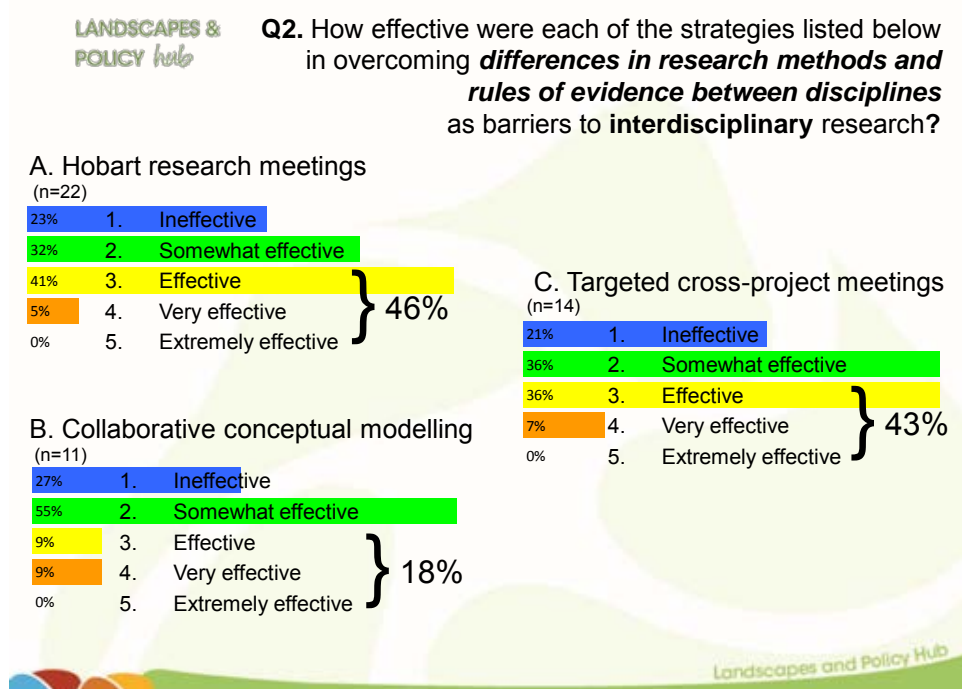 LANDSCAPES &
POLICY hub
Q2. How effective were each of the strategies listed below
in overcoming differences in research methods and
rules of evidence between disciplines
as barriers to interdisciplinary research?
A. Hobart research meetings
(n=22)
23% 1. Ineffective
32% 2. Somewhat effective
41% 3. Effective
5% 4. Very effective
0% 5. Extremely effective
} 46%
B. Collaborative conceptual modelling
(n=11)
27% 1. Ineffective
55% 2. Somewhat effective
9% 3. Effective
9% 4. Very effective
0% 5. Extremely effective
} 18%
C. Targeted cross-project meetings
(n=14)
21% 1. Ineffective
36% 2. Somewhat effective
36% 3. Effective
7% 4. Very effective
0% 5. Extremely effective
} 43%
Landscapes and Policy Hub